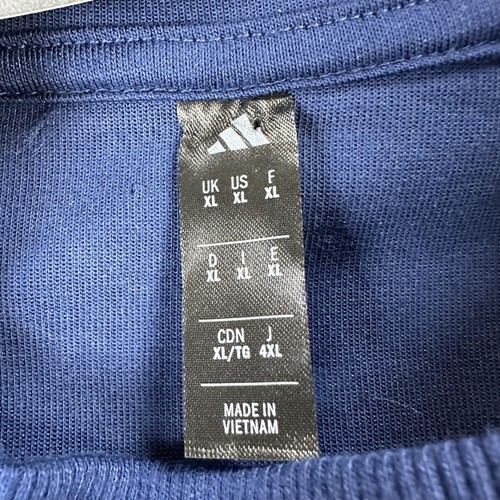 UK US F
XL XL XL
D I E
XL XL XL
CDN J
XL/TG 4XL
MADE IN
VIETNAM